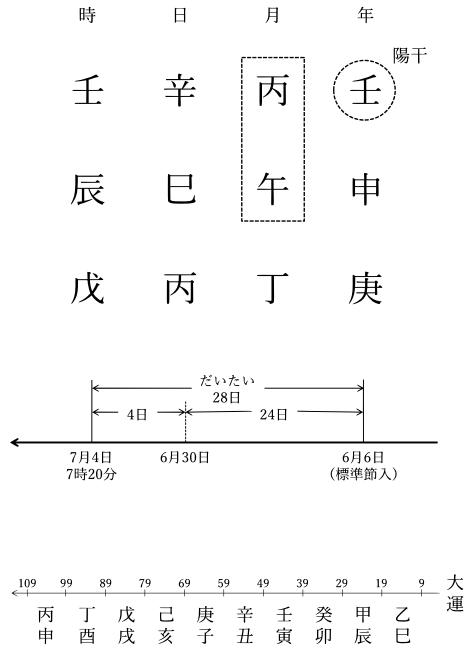 時 日 月 年
陽干
壬 辛 丙 壬
辰 巳 午 申
戊 丙 丁 庚
だいたい
28日
4日 24日
7月4日 6月30日 6月6日
7時20分 (標準節入)
109 99 89 79 69 59 49 39 29 19 9 大運
丙 丁 戊 己 庚 辛 壬 癸 甲 乙
申 酉 戌 亥 子 丑 寅 卯 辰 巳